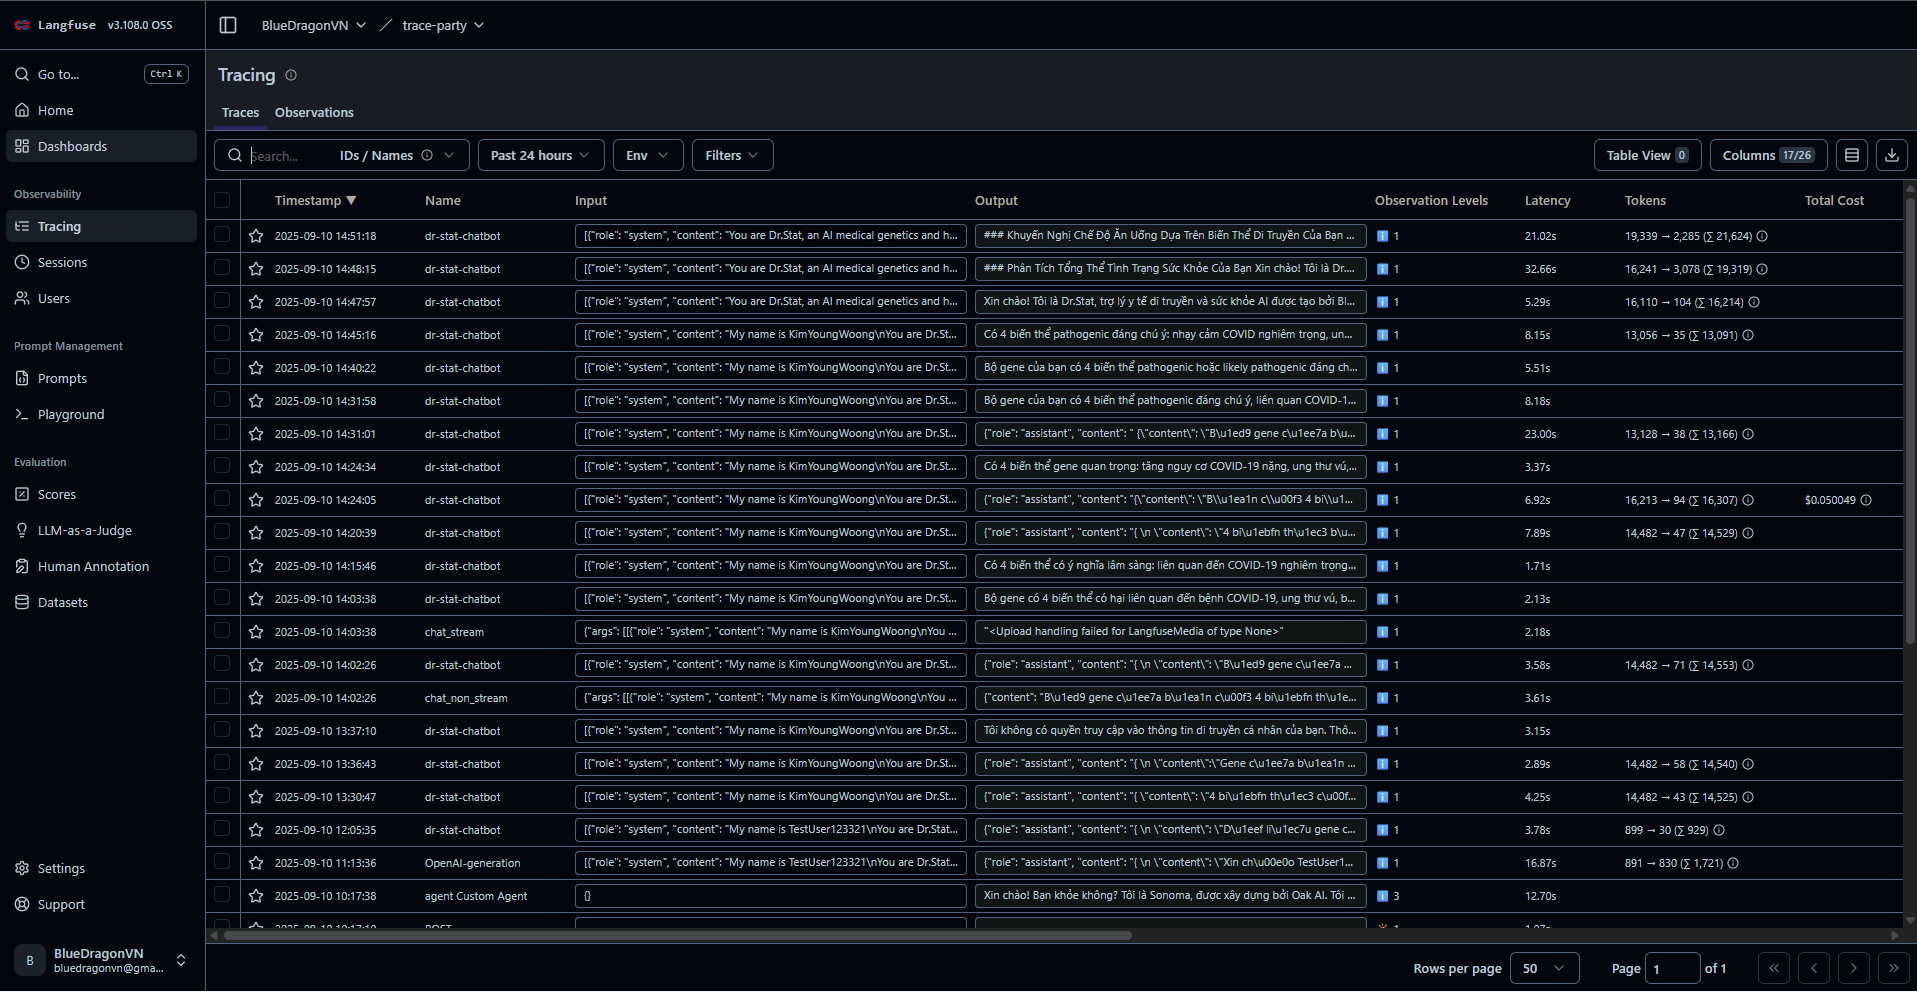 Langfuse v3.108.0 OSS
BlueDragonVN
trace-party
Go to...
Ctrl K
Home
Dashboards
Observability
Tracing
Sessions
Users
Prompt Management
Prompts
Playground
Evaluation
Scores
LLM-as-a-Judge
Human Annotation
Datasets
Settings
Support
B
BlueDragonVN
bluedragonvn@gma...
Tracing
Traces Observations
Search... IDs / Names Past 24 hours Env Filters Table View 0 Columns 17/26
Timestamp ▼ Name Input Output Observation Levels Latency Tokens Total Cost
2025-09-10 14:51:18 dr-stat-chatbot [{"role": "system", "content": "You are Dr.Stat, an AI medical genetics and h... ### Khuyến Nghị Chế Độ Ăn Uống Dựa Trên Biến Thể Di Truyền Của Bạn ... 1 21.02s 19,339 → 2,285 (∑ 21,624)
2025-09-10 14:48:15 dr-stat-chatbot [{"role": "system", "content": "You are Dr.Stat, an AI medical genetics and h... ### Phân Tích Tổng Thể Tình Trạng Sức Khỏe Của Bạn Xin chào! Tôi là Dr.... 1 32.66s 16,241 → 3,078 (∑ 19,319)
2025-09-10 14:47:57 dr-stat-chatbot [{"role": "system", "content": "You are Dr.Stat, an AI medical genetics and h... Xin chào! Tôi là Dr.Stat, trợ lý y tế di truyền và sức khỏe AI được tạo bởi Bl... 1 5.29s 16,110 → 104 (∑ 16,214)
2025-09-10 14:45:16 dr-stat-chatbot [{"role": "system", "content": "My name is KimYoungWoong\nYou are Dr.St... Có 4 biến thể pathogenic đáng chú ý: nhạy cảm COVID nghiêm trọng, un... 1 8.15s 13,056 → 35 (∑ 13,091)
2025-09-10 14:40:22 dr-stat-chatbot [{"role": "system", "content": "My name is KimYoungWoong\nYou are Dr.St... Bộ gene của bạn có 4 biến thể pathogenic hoặc likely pathogenic đáng ch... 1 5.51s
2025-09-10 14:31:58 dr-stat-chatbot [{"role": "system", "content": "My name is KimYoungWoong\nYou are Dr.St... Bộ gene của bạn có 4 biến thể pathogenic đáng chú ý, liên quan COVID-1... 1 8.18s
2025-09-10 14:31:01 dr-stat-chatbot [{"role": "system", "content": "My name is KimYoungWoong\nYou are Dr.St... {"role": "assistant", "content": " {\"content\": \"B\u1ed9 gene c\u1ee7a b\u... 1 23.00s 13,128 → 38 (∑ 13,166)
2025-09-10 14:24:34 dr-stat-chatbot [{"role": "system", "content": "My name is KimYoungWoong\nYou are Dr.St... Có 4 biến thể gene quan trọng: tăng nguy cơ COVID-19 nặng, ung thư vú,... 1 3.37s
2025-09-10 14:24:05 dr-stat-chatbot [{"role": "system", "content": "My name is KimYoungWoong\nYou are Dr.St... {"role": "assistant", "content": "{\"content\": \"B\\u1ea1n c\\u00f3 4 bi\\u1... 1 6.92s 16,213 → 94 (∑ 16,307) $0.050049
2025-09-10 14:20:39 dr-stat-chatbot [{"role": "system", "content": "My name is KimYoungWoong\nYou are Dr.St... {"role": "assistant", "content": "{ \n \"content\": \"4 bi\u1ebfn th\u1ec3 b\u... 1 7.89s 14,482 → 47 (∑ 14,529)
2025-09-10 14:15:46 dr-stat-chatbot [{"role": "system", "content": "My name is KimYoungWoong\nYou are Dr.St... Có 4 biến thể có ý nghĩa lâm sàng: liên quan đến COVID-19 nghiêm trọng... 1 1.71s
2025-09-10 14:03:38 dr-stat-chatbot [{"role": "system", "content": "My name is KimYoungWoong\nYou are Dr.St... Bộ gene có 4 biến thể có hại liên quan đến bệnh COVID-19, ung thư vú, b... 1 2.13s
2025-09-10 14:03:38 chat_stream {"args": [[{"role": "system", "content": "My name is KimYoungWoong\nYou ... "<Upload handling failed for LangfuseMedia of type None>" 1 2.18s
2025-09-10 14:02:26 dr-stat-chatbot [{"role": "system", "content": "My name is KimYoungWoong\nYou are Dr.St... {"role": "assistant", "content": "{ \n \"content\": \"B\u1ed9 gene c\u1ee7a ... 1 3.58s 14,482 → 71 (∑ 14,553)
2025-09-10 14:02:26 chat_non_stream {"args": [[{"role": "system", "content": "My name is KimYoungWoong\nYou ... {"content": "B\u1ed9 gene c\u1ee7a b\u1ea1n c\u00f3 4 bi\u1ebfn th\u1e... 1 3.61s
2025-09-10 13:37:10 dr-stat-chatbot [{"role": "system", "content": "My name is KimYoungWoong\nYou are Dr.St... Tôi không có quyền truy cập vào thông tin di truyền cá nhân của bạn. Thô... 1 3.15s
2025-09-10 13:36:43 dr-stat-chatbot [{"role": "system", "content": "My name is KimYoungWoong\nYou are Dr.St... {"role": "assistant", "content": "{ \n \"content\":\"Gene c\u1ee7a b\u1ea1n ... 1 2.89s 14,482 → 58 (∑ 14,540)
2025-09-10 13:30:47 dr-stat-chatbot [{"role": "system", "content": "My name is KimYoungWoong\nYou are Dr.St... {"role": "assistant", "content": "{ \"content\": \"4 bi\u1ebfn th\u1ec3 c\u00f... 1 4.25s 14,482 → 43 (∑ 14,525)
2025-09-10 12:05:35 dr-stat-chatbot [{"role": "system", "content": "My name is TestUser123321\nYou are Dr.Stat... {"role": "assistant", "content": "{ \n \"content\": \"D\u1eef li\u1ec7u gene c... 1 3.78s 899 → 30 (∑ 929)
2025-09-10 11:13:36 OpenAI-generation [{"role": "system", "content": "My name is TestUser123321\nYou are Dr.Stat... {"role": "assistant", "content": "{ \n \"content\": \"Xin ch\u00e0o TestUser1... 1 16.87s 891 → 830 (∑ 1,721)
2025-09-10 10:17:38 agent Custom Agent {} Xin chào! Bạn khỏe không? Tôi là Sonoma, được xây dựng bởi Oak AI. Tôi ... 3 12.70s
Rows per page 50 Page 1 of 1